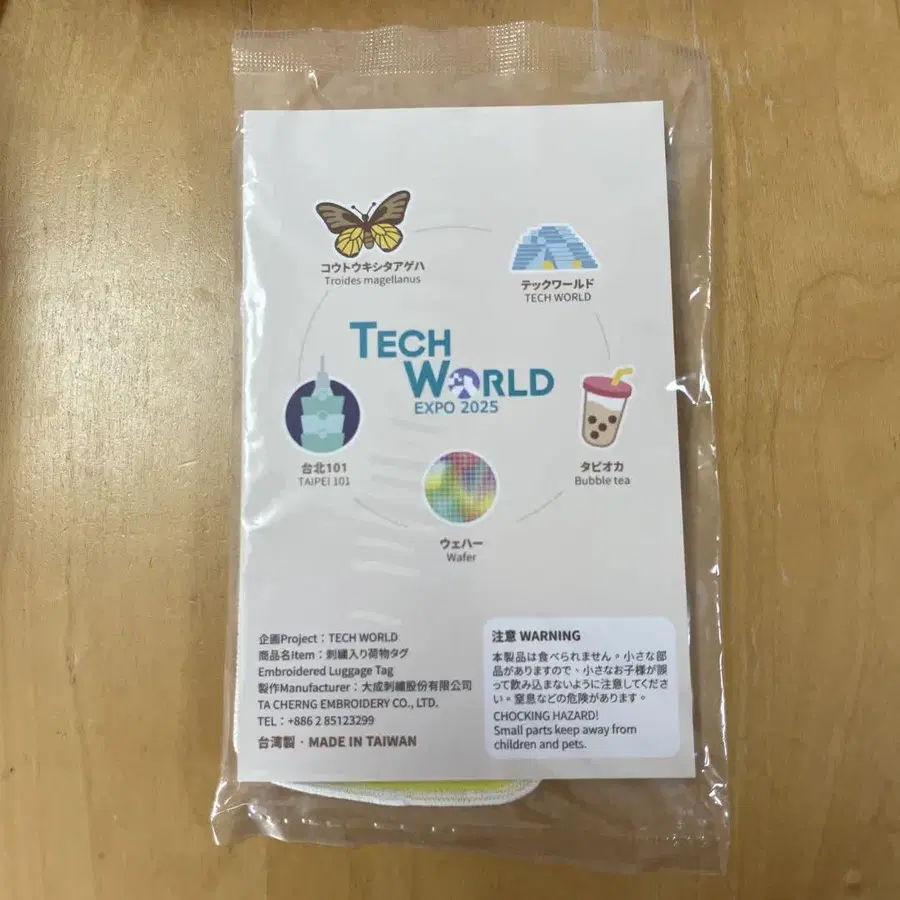 コウトウキシタアゲハ
Troides magellanus
テックワールド
TECH WORLD
TECH
WORLD
EXPO 2025
台北101
TAIPEI 101
タピオカ
Bubble tea
ウェハー
Wafer
企画Project：TECH WORLD
商品名Item：刺繍入り荷物タグ
Embroidered Luggage Tag
製作Manufacturer：大成刺繡股份有限公司
TA CHERNG EMBROIDERY CO., LTD.
TEL：+886 2 85123299
台湾製 · MADE IN TAIWAN
注意 WARNING
本製品は食べられません。小さな部
品がありますので、小さなお子様が誤
って飲み込まないように注意してくださ
い。窒息などの危険があります。
CHOCKING HAZARD!
Small parts keep away from
children and pets.